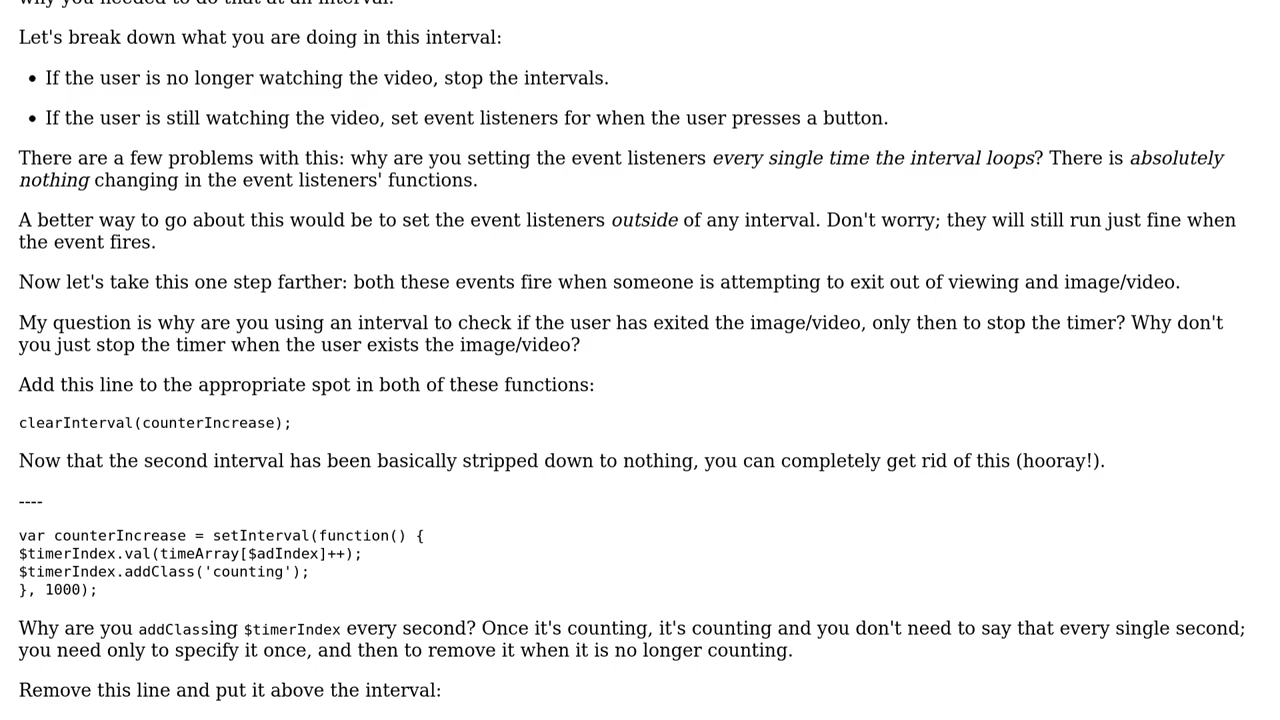 why you needed to do that at an interval.
Let's break down what you are doing in this interval:
• If the user is no longer watching the video, stop the intervals.
• If the user is still watching the video, set event listeners for when the user presses a button.
There are a few problems with this: why are you setting the event listeners every single time the interval loops? There is absolutely
nothing changing in the event listeners' functions.
A better way to go about this would be to set the event listeners outside of any interval. Don't worry; they will still run just fine when
the event fires.
Now let's take this one step farther: both these events fire when someone is attempting to exit out of viewing and image/video.
My question is why are you using an interval to check if the user has exited the image/video, only then to stop the timer? Why don't
you just stop the timer when the user exists the image/video?
Add this line to the appropriate spot in both of these functions:
clearInterval(counterIncrease);
Now that the second interval has been basically stripped down to nothing, you can completely get rid of this (hooray!).
----
var counterIncrease = setInterval(function() {
$timerIndex.val(timeArray[$adIndex]++);
$timerIndex.addClass('counting');
}, 1000);
Why are you addClassing $timerIndex every second? Once it's counting, it's counting and you don't need to say that every single second;
you need only to specify it once, and then to remove it when it is no longer counting.
Remove this line and put it above the interval: